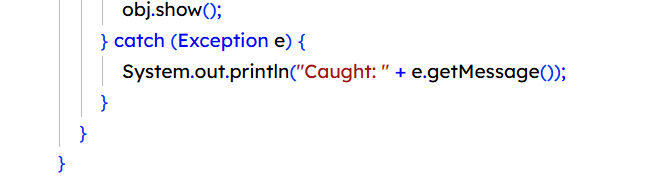 obj.show();
} catch (Exception e) {
System.out.println("Caught: " + e.getMessage());
}
}
}